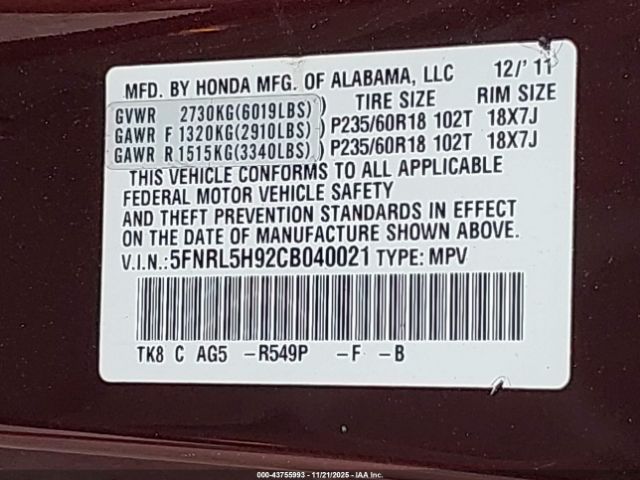 MFD. BY HONDA MFG. OF ALABAMA, LLC 12/' 11
TIRE SIZE RIM SIZE
GVWR 2730KG(6019LBS)
GAWR F 1320KG(2910LBS) P235/60R18 102T 18X7J
GAWR R 1515KG(3340LBS) P235/60R18 102T 18X7J
THIS VEHICLE CONFORMS TO ALL APPLICABLE
FEDERAL MOTOR VEHICLE SAFETY
AND THEFT PREVENTION STANDARDS IN EFFECT
ON THE DATE OF MANUFACTURE SHOWN ABOVE.
V.I.N.:5FNRL5H92CB040021 TYPE: MPV
TK8 C AG5 -R549P -F -B
000-43755993 - 11/21/2025 - IAA Inc.